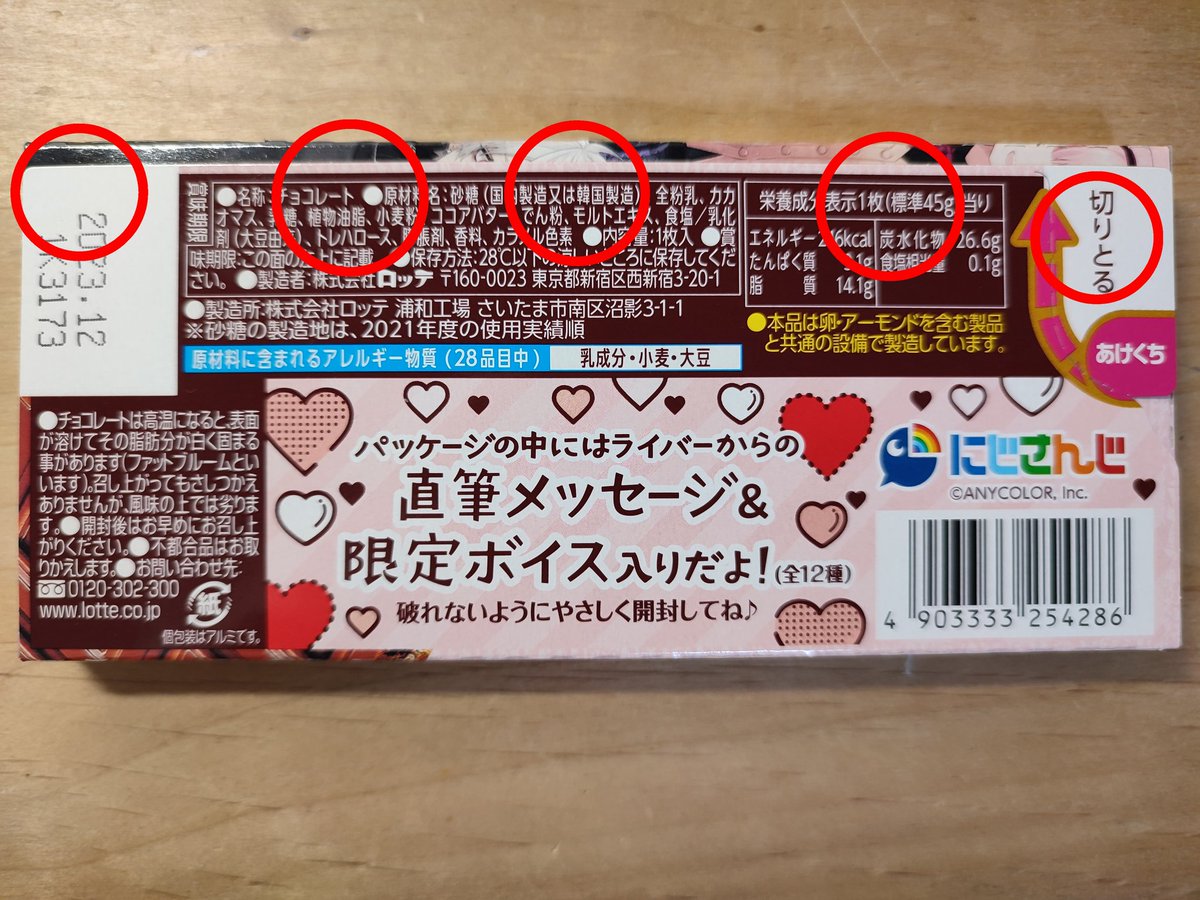 2023.12
1K3173
●名称:チョコレート ●原材料名:砂糖(国内製造又は韓国製造)、全粉乳、カカ
オマス、乳糖、植物油脂、小麦粉、ココアバター、でん粉、モルトエキス、食塩/乳化
剤(大豆由来)、トレハロース、膨脹剤、香料、カラメル色素 ●内容量:1枚入 ●賞
味期限:この面の左上に記載 ●保存方法:28℃以下の涼しいところに保存してくだ
さい。●製造者:株式会社ロッテ 〒160-0023 東京都新宿区西新宿3-20-1
●製造所:株式会社ロッテ 浦和工場 さいたま市南区沼影3-1-1
※砂糖の製造地は、2021年度の使用実績順
原材料に含まれるアレルギー物質(28品目中) 乳成分・小麦・大豆
栄養成分表示1枚(標準45g)当り
エネルギー 炭水化物 26.6g
たんぱく質 食塩相当量 0.1g
脂質 14.1g
●本品は卵・アーモンドを含む製品
と共通の設備で製造しています。
切りとる
あけくち
●チョコレートは高温になると、表面
が溶けてその脂肪分が白く固まる
事があります(ファットブルームとい
います)。召し上がってもさしつかえ
ありませんが、風味の上では劣りま
す。●開封後はお早めにお召し上
がりください。●不都合品はお取
りかえします。●お問い合わせ先:
0120-302-300
www.lotte.co.jp
紙
個包装はアルミです。
パッケージの中にはライバーからの
直筆メッセージ&
限定ボイス入りだよ!(全12種)
破れないようにやさしく開封してね♪
にじさんじ
©ANYCOLOR, Inc.
4 903333 254286